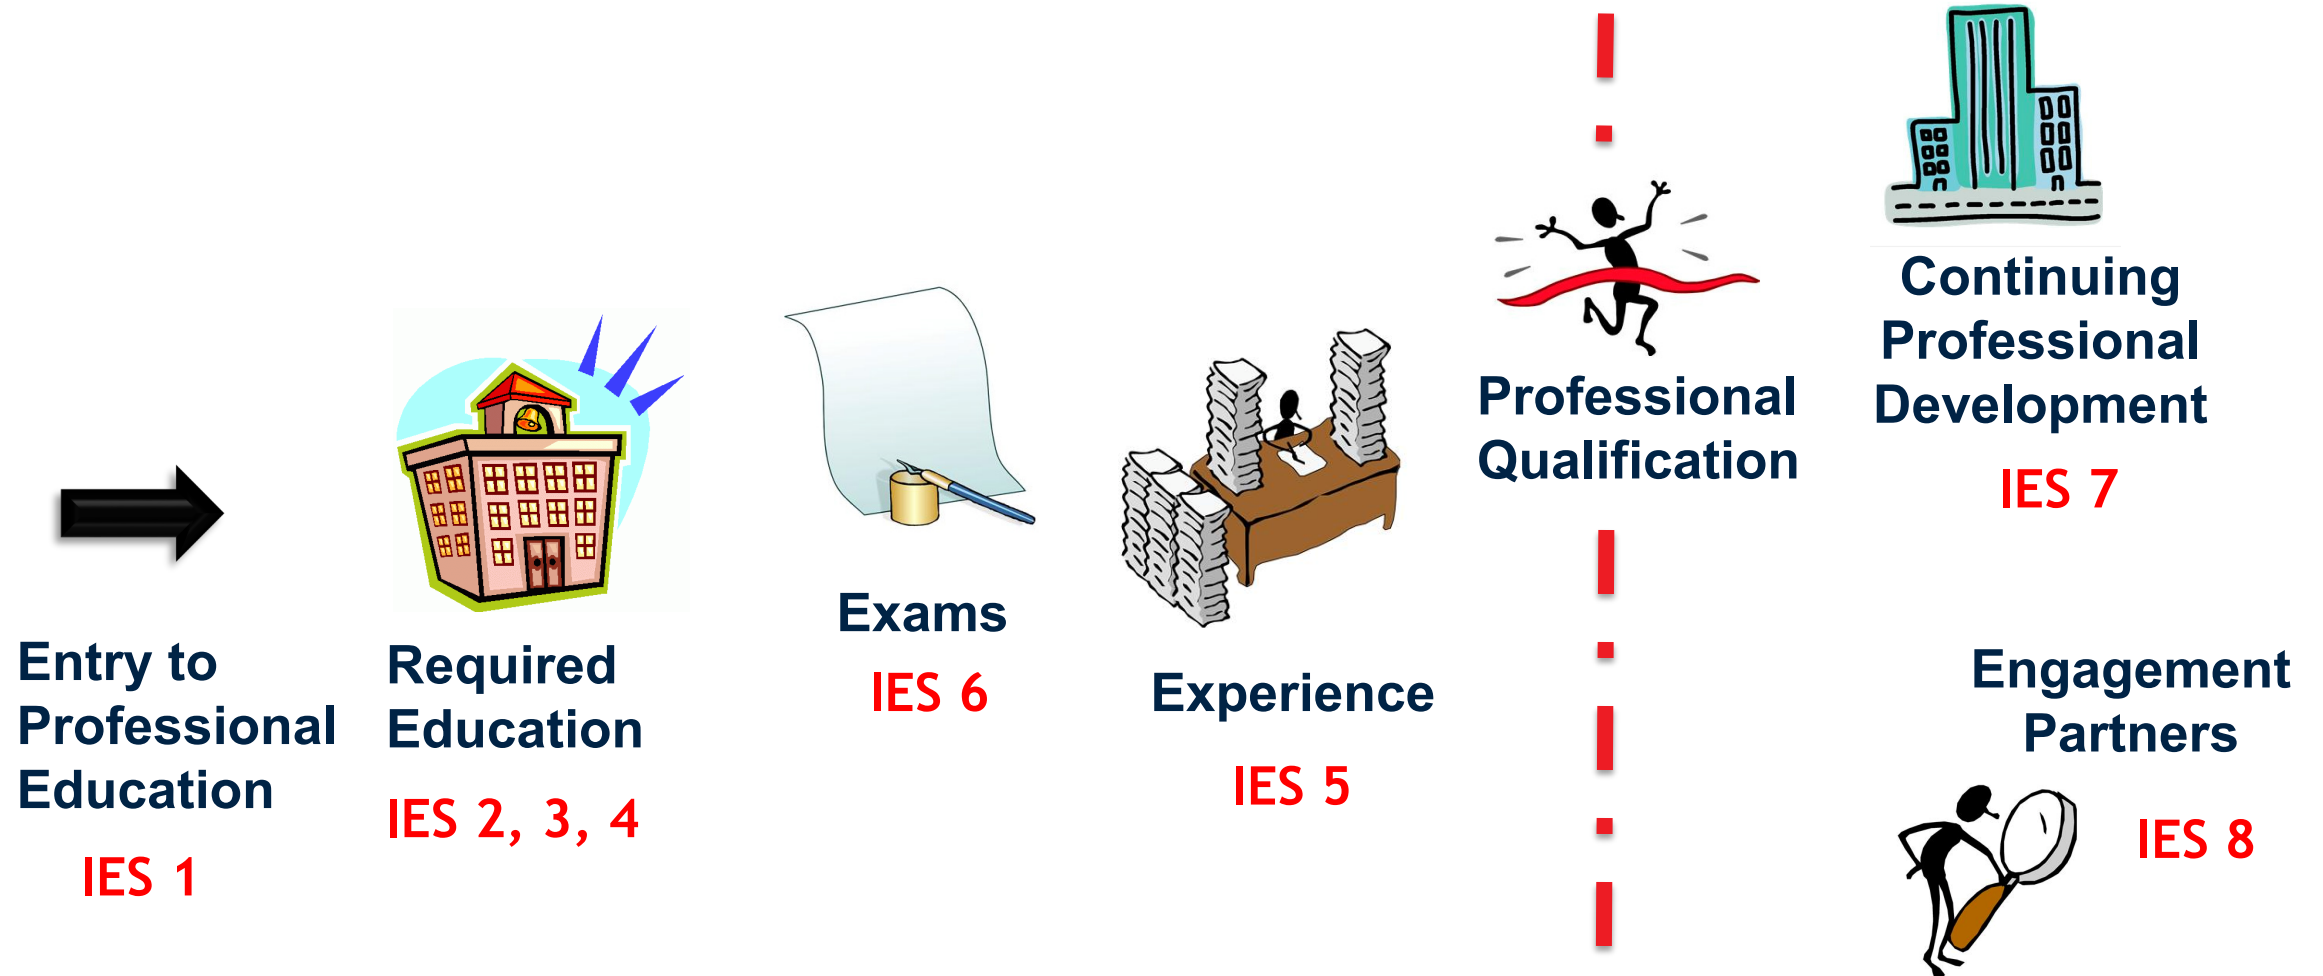 Entry to
Professional
Education
IES 1
Required
Education
IES 2, 3, 4
Exams
IES 6
Experience
IES 5
Professional
Qualification
Continuing
Professional
Development
IES 7
Engagement
Partners
IES 8